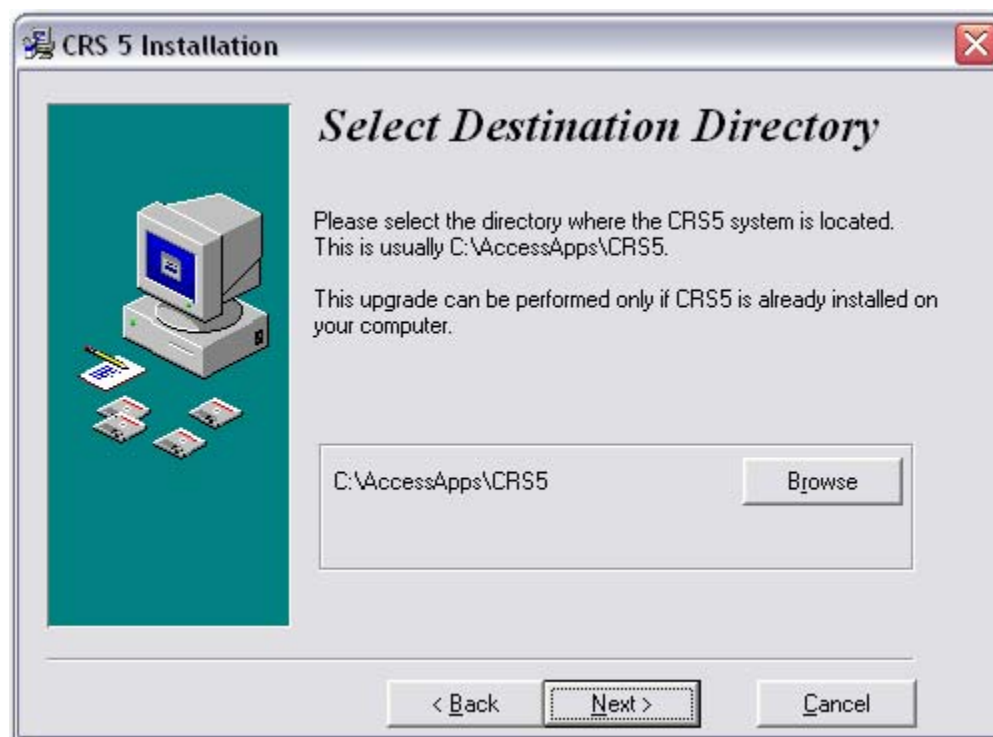 CRS 5 Installation
Select Destination Directory
Please select the directory where the CRS5 system is located.
This is usually C:\AccessApps\CRS5.
This upgrade can be performed only if CRS5 is already installed on
your computer.
C:\AccessApps\CRS5
Browse
< Back
Next >
Cancel